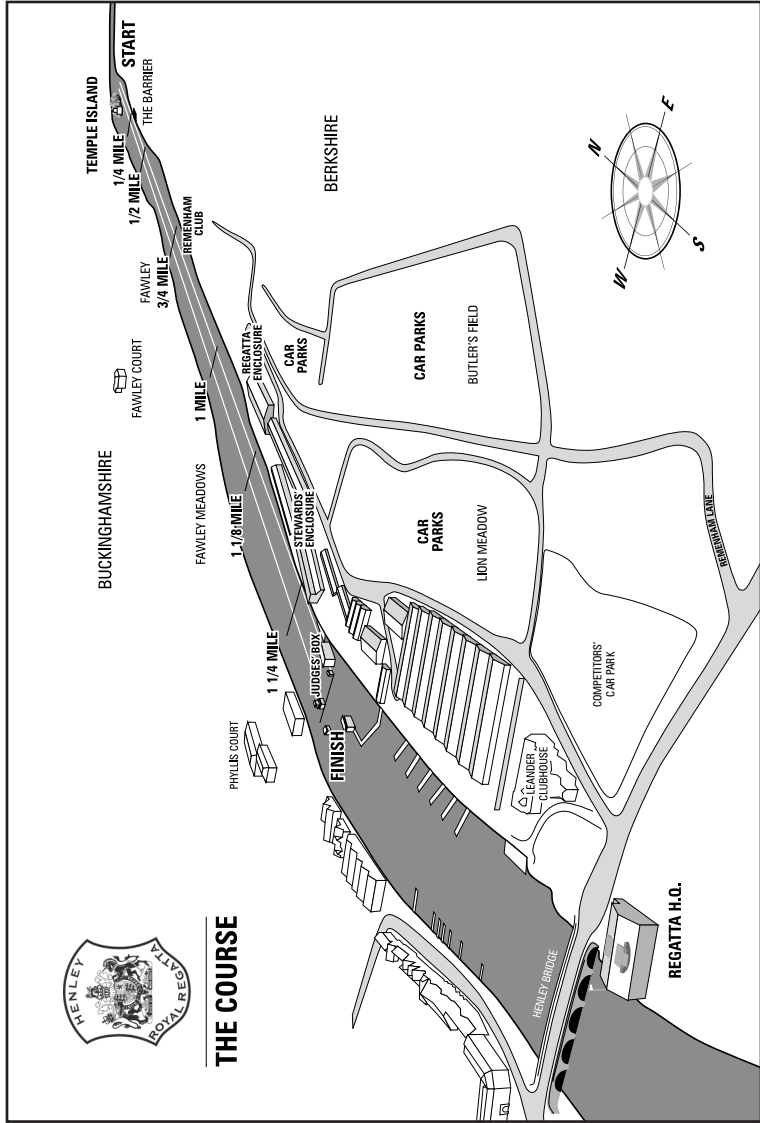 HENLEY
ROYAL REGATTA
THE COURSE
BUCKINGHAMSHIRE
TEMPLE ISLAND
START
THE BARRIER
1/4 MILE
1/2 MILE
REMENHAM
CLUB
FAWLEY
3/4 MILE
FAWLEY COURT
1 MILE
REGATTA
ENCLOSURE
FAWLEY MEADOWS
1 1/8 MILE
STEWARDS'
ENCLOSURE
1 1/4 MILE
JUDGES' BOX
PHYLLIS COURT
FINISH
BERKSHIRE
CAR
PARKS
CAR PARKS
BUTLER'S FIELD
CAR
PARKS
LION MEADOW
REMENHAM LANE
COMPETITORS'
CAR PARK
LEANDER
CLUBHOUSE
HENLEY BRIDGE
REGATTA H.Q.
N
E
S
W